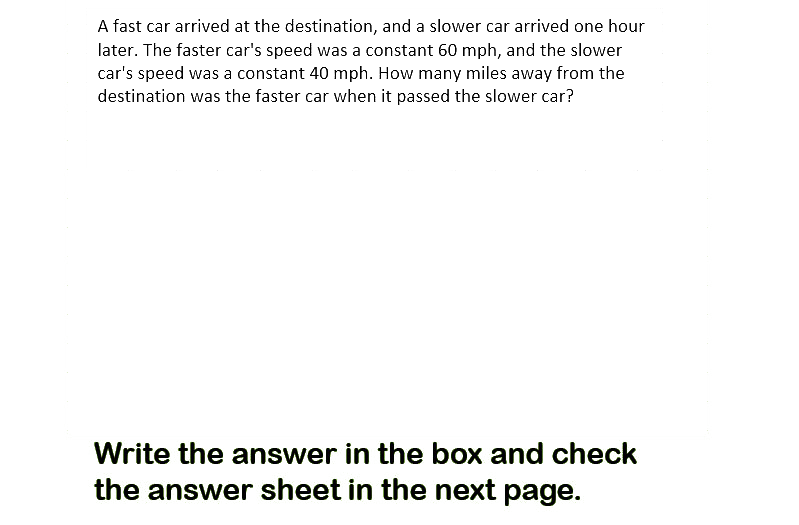 A fast car arrived at the destination, and a slower car arrived one hour
later. The faster car's speed was a constant 60 mph, and the slower
car's speed was a constant 40 mph. How many miles away from the
destination was the faster car when it passed the slower car?
Write the answer in the box and check
the answer sheet in the next page.